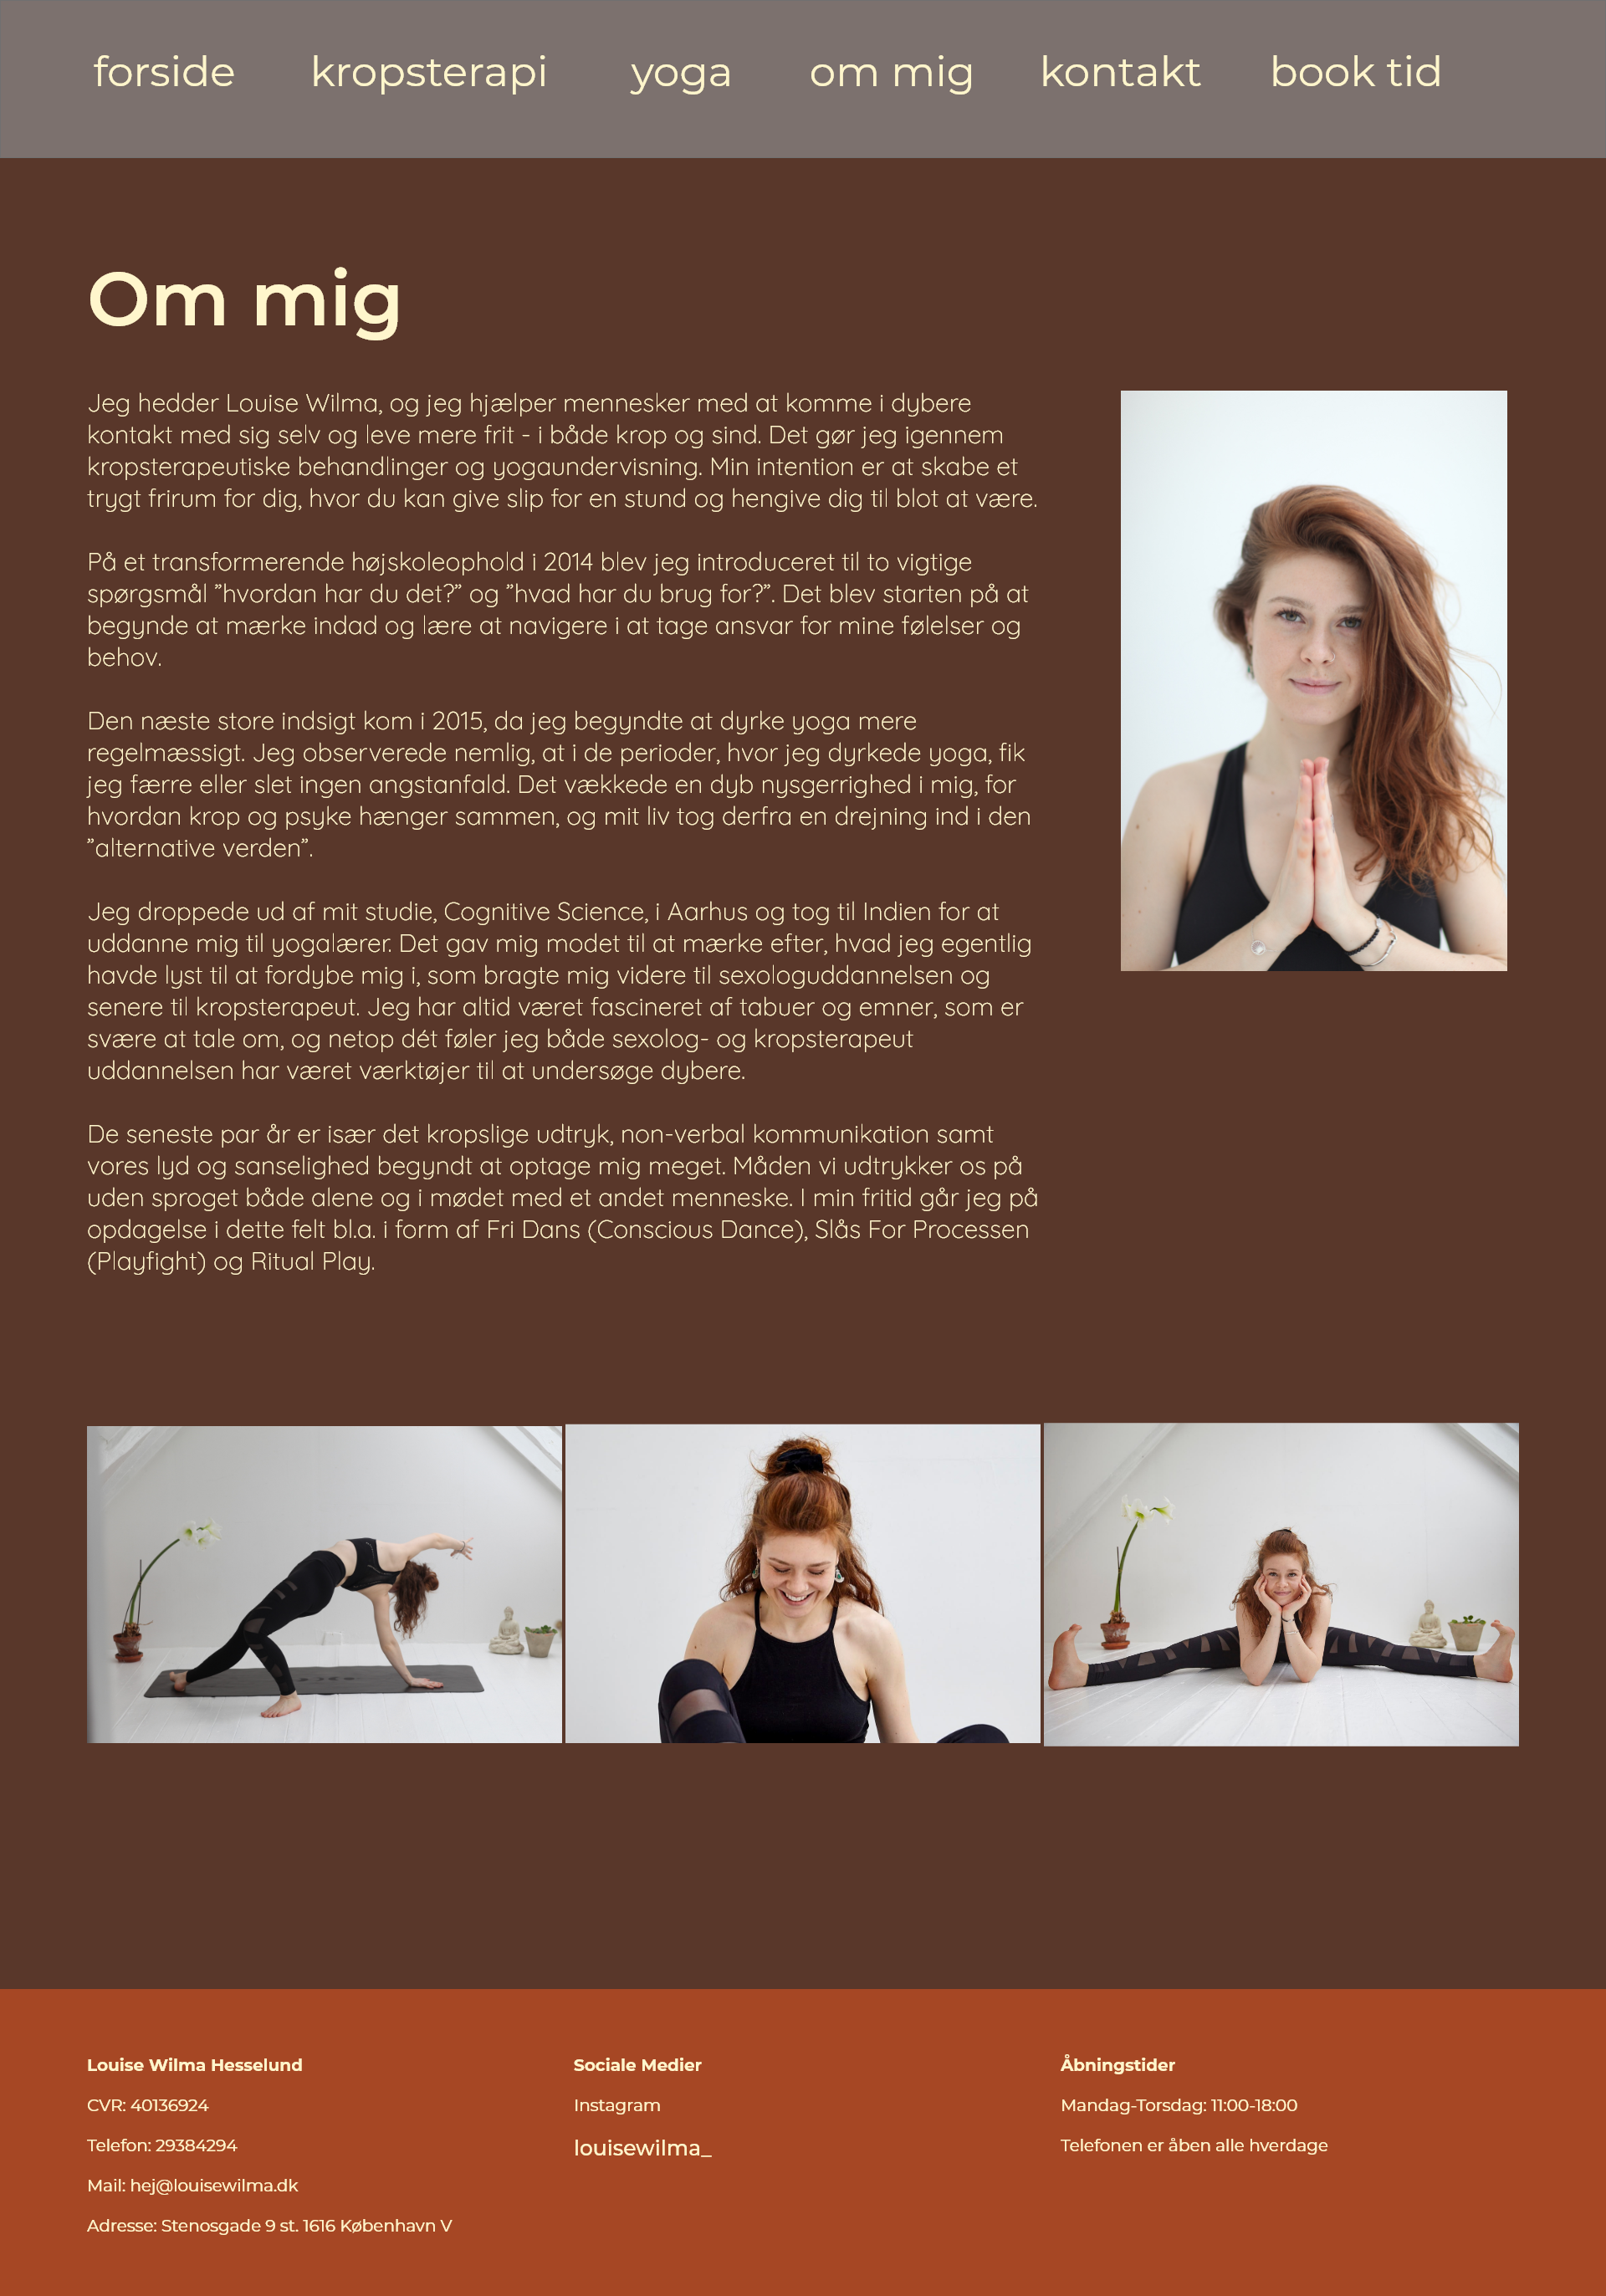 forside kropsterapi yoga om mig kontakt book tid
Om mig
Jeg hedder Louise Wilma, og jeg hjælper mennesker med at komme i dybere
kontakt med sig selv og leve mere frit - i både krop og sind. Det gør jeg igennem
kropsterapeutiske behandlinger og yogaundervisning. Min intention er at skabe et
trygt frirum for dig, hvor du kan give slip for en stund og hengive dig til blot at være.
På et transformerende højskoleophold i 2014 blev jeg introduceret til to vigtige
spørgsmål ”hvordan har du det?” og ”hvad har du brug for?”. Det blev starten på at
begynde at mærke indad og lære at navigere i at tage ansvar for mine følelser og
behov.
Den næste store indsigt kom i 2015, da jeg begyndte at dyrke yoga mere
regelmæssigt. Jeg observerede nemlig, at i de perioder, hvor jeg dyrkede yoga, fik
jeg færre eller slet ingen angstanfald. Det vækkede en dyb nysgerrighed i mig, for
hvordan krop og psyke hænger sammen, og mit liv tog derfra en drejning ind i den
”alternative verden”.
Jeg droppede ud af mit studie, Cognitive Science, i Aarhus og tog til Indien for at
uddanne mig til yogalærer. Det gav mig modet til at mærke efter, hvad jeg egentlig
havde lyst til at fordybe mig i, som bragte mig videre til sexologuddannelsen og
senere til kropsterapeut. Jeg har altid været fascineret af tabuer og emner, som er
svære at tale om, og netop dét føler jeg både sexolog- og kropsterapeut
uddannelsen har været værktøjer til at undersøge dybere.
De seneste par år er især det kropslige udtryk, non-verbal kommunikation samt
vores lyd og sanselighed begyndt at optage mig meget. Måden vi udtrykker os på
uden sproget både alene og i mødet med et andet menneske. I min fritid går jeg på
opdagelse i dette felt bl.a. i form af Fri Dans (Conscious Dance), Slås For Processen
(Playfight) og Ritual Play.
Louise Wilma Hesselund
CVR: 40136924
Telefon: 29384294
Mail: hej@louisewilma.dk
Adresse: Stenosgade 9 st. 1616 København V
Sociale Medier
Instagram
louisewilma_
Åbningstider
Mandag-Torsdag: 11:00-18:00
Telefonen er åben alle hverdage